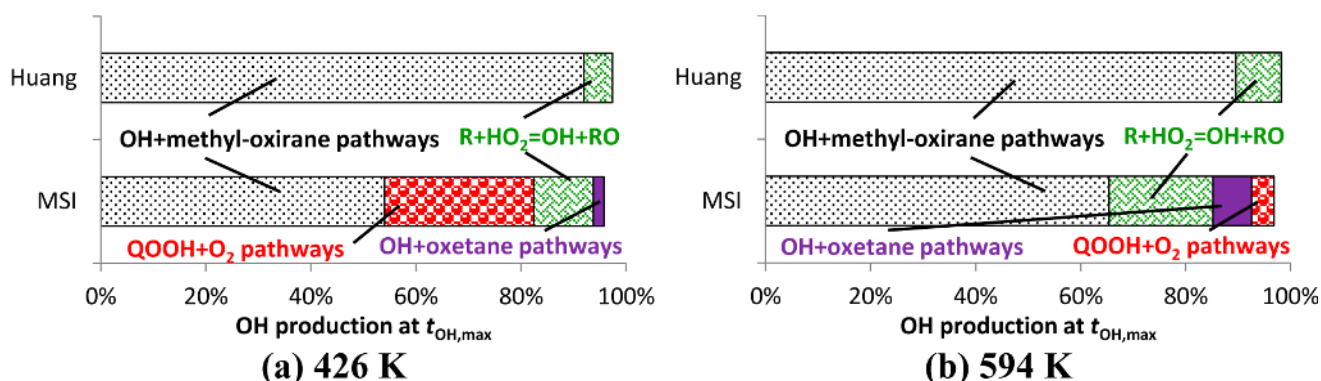 Huang
OH+methyl-oxirane pathways
R+HO₂=OH+RO
MSI
QOOH+O₂ pathways
OH+oxetane pathways
0% 20% 40% 60% 80% 100%
OH production at tOH,max
(a) 426 K
Huang
OH+methyl-oxirane pathways
R+HO₂=OH+RO
MSI
OH+oxetane pathways
QOOH+O₂ pathways
0% 20% 40% 60% 80% 100%
OH production at tOH,max
(b) 594 K